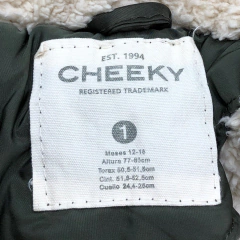 EST. 1994
CHEEKY
REGISTERED TRADEMARK
1
Meses 12-18
Altura 77-83cm
Torax 50,5-51,5cm
Cint. 51,5-52,5cm
Cuello 24,4-25cm